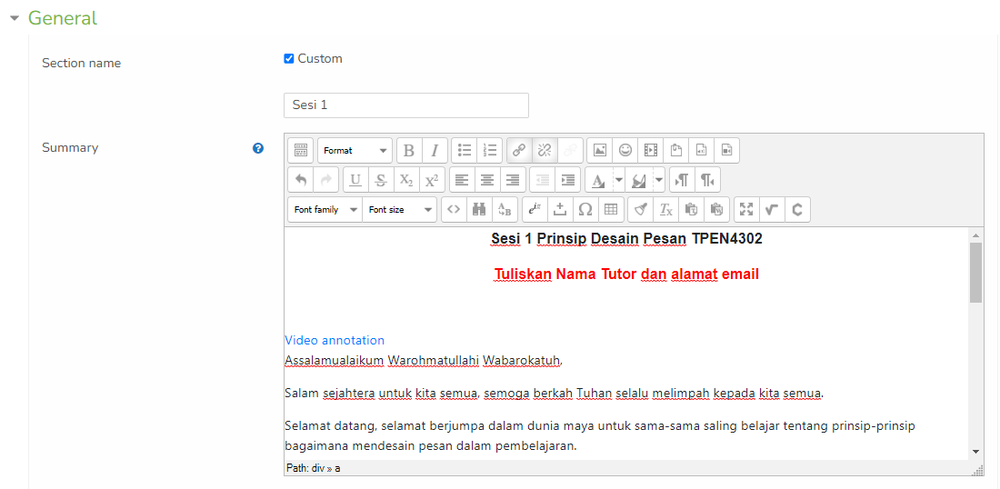 General
Section name
Custom
Sesi 1
Summary
Format
B I
U S X2 X2
Font family
Font size
Sesi 1 Prinsip Desain Pesan TPEN4302
Tuliskan Nama Tutor dan alamat email
Video annotation
Assalamualaikum Warohmatullahi Wabarokatuh,
Salam sejahtera untuk kita semua, semoga berkah Tuhan selalu melimpah kepada kita semua.
Selamat datang, selamat berjumpa dalam dunia maya untuk sama-sama saling belajar tentang prinsip-prinsip
bagaimana mendesain pesan dalam pembelajaran.
Path: div » a